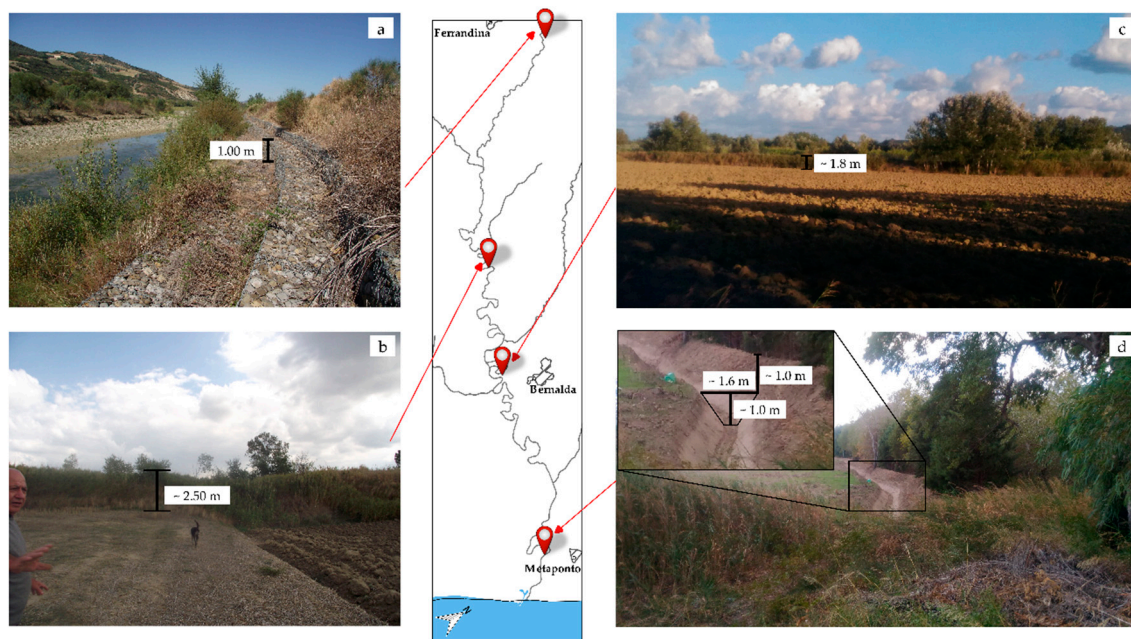 a
1.00 m
b
~ 2.50 m
Ferrandina
Bernalda
Metaponto
N
c
~ 1.8 m
d
~ 1.6 m
~ 1.0 m
~ 1.0 m